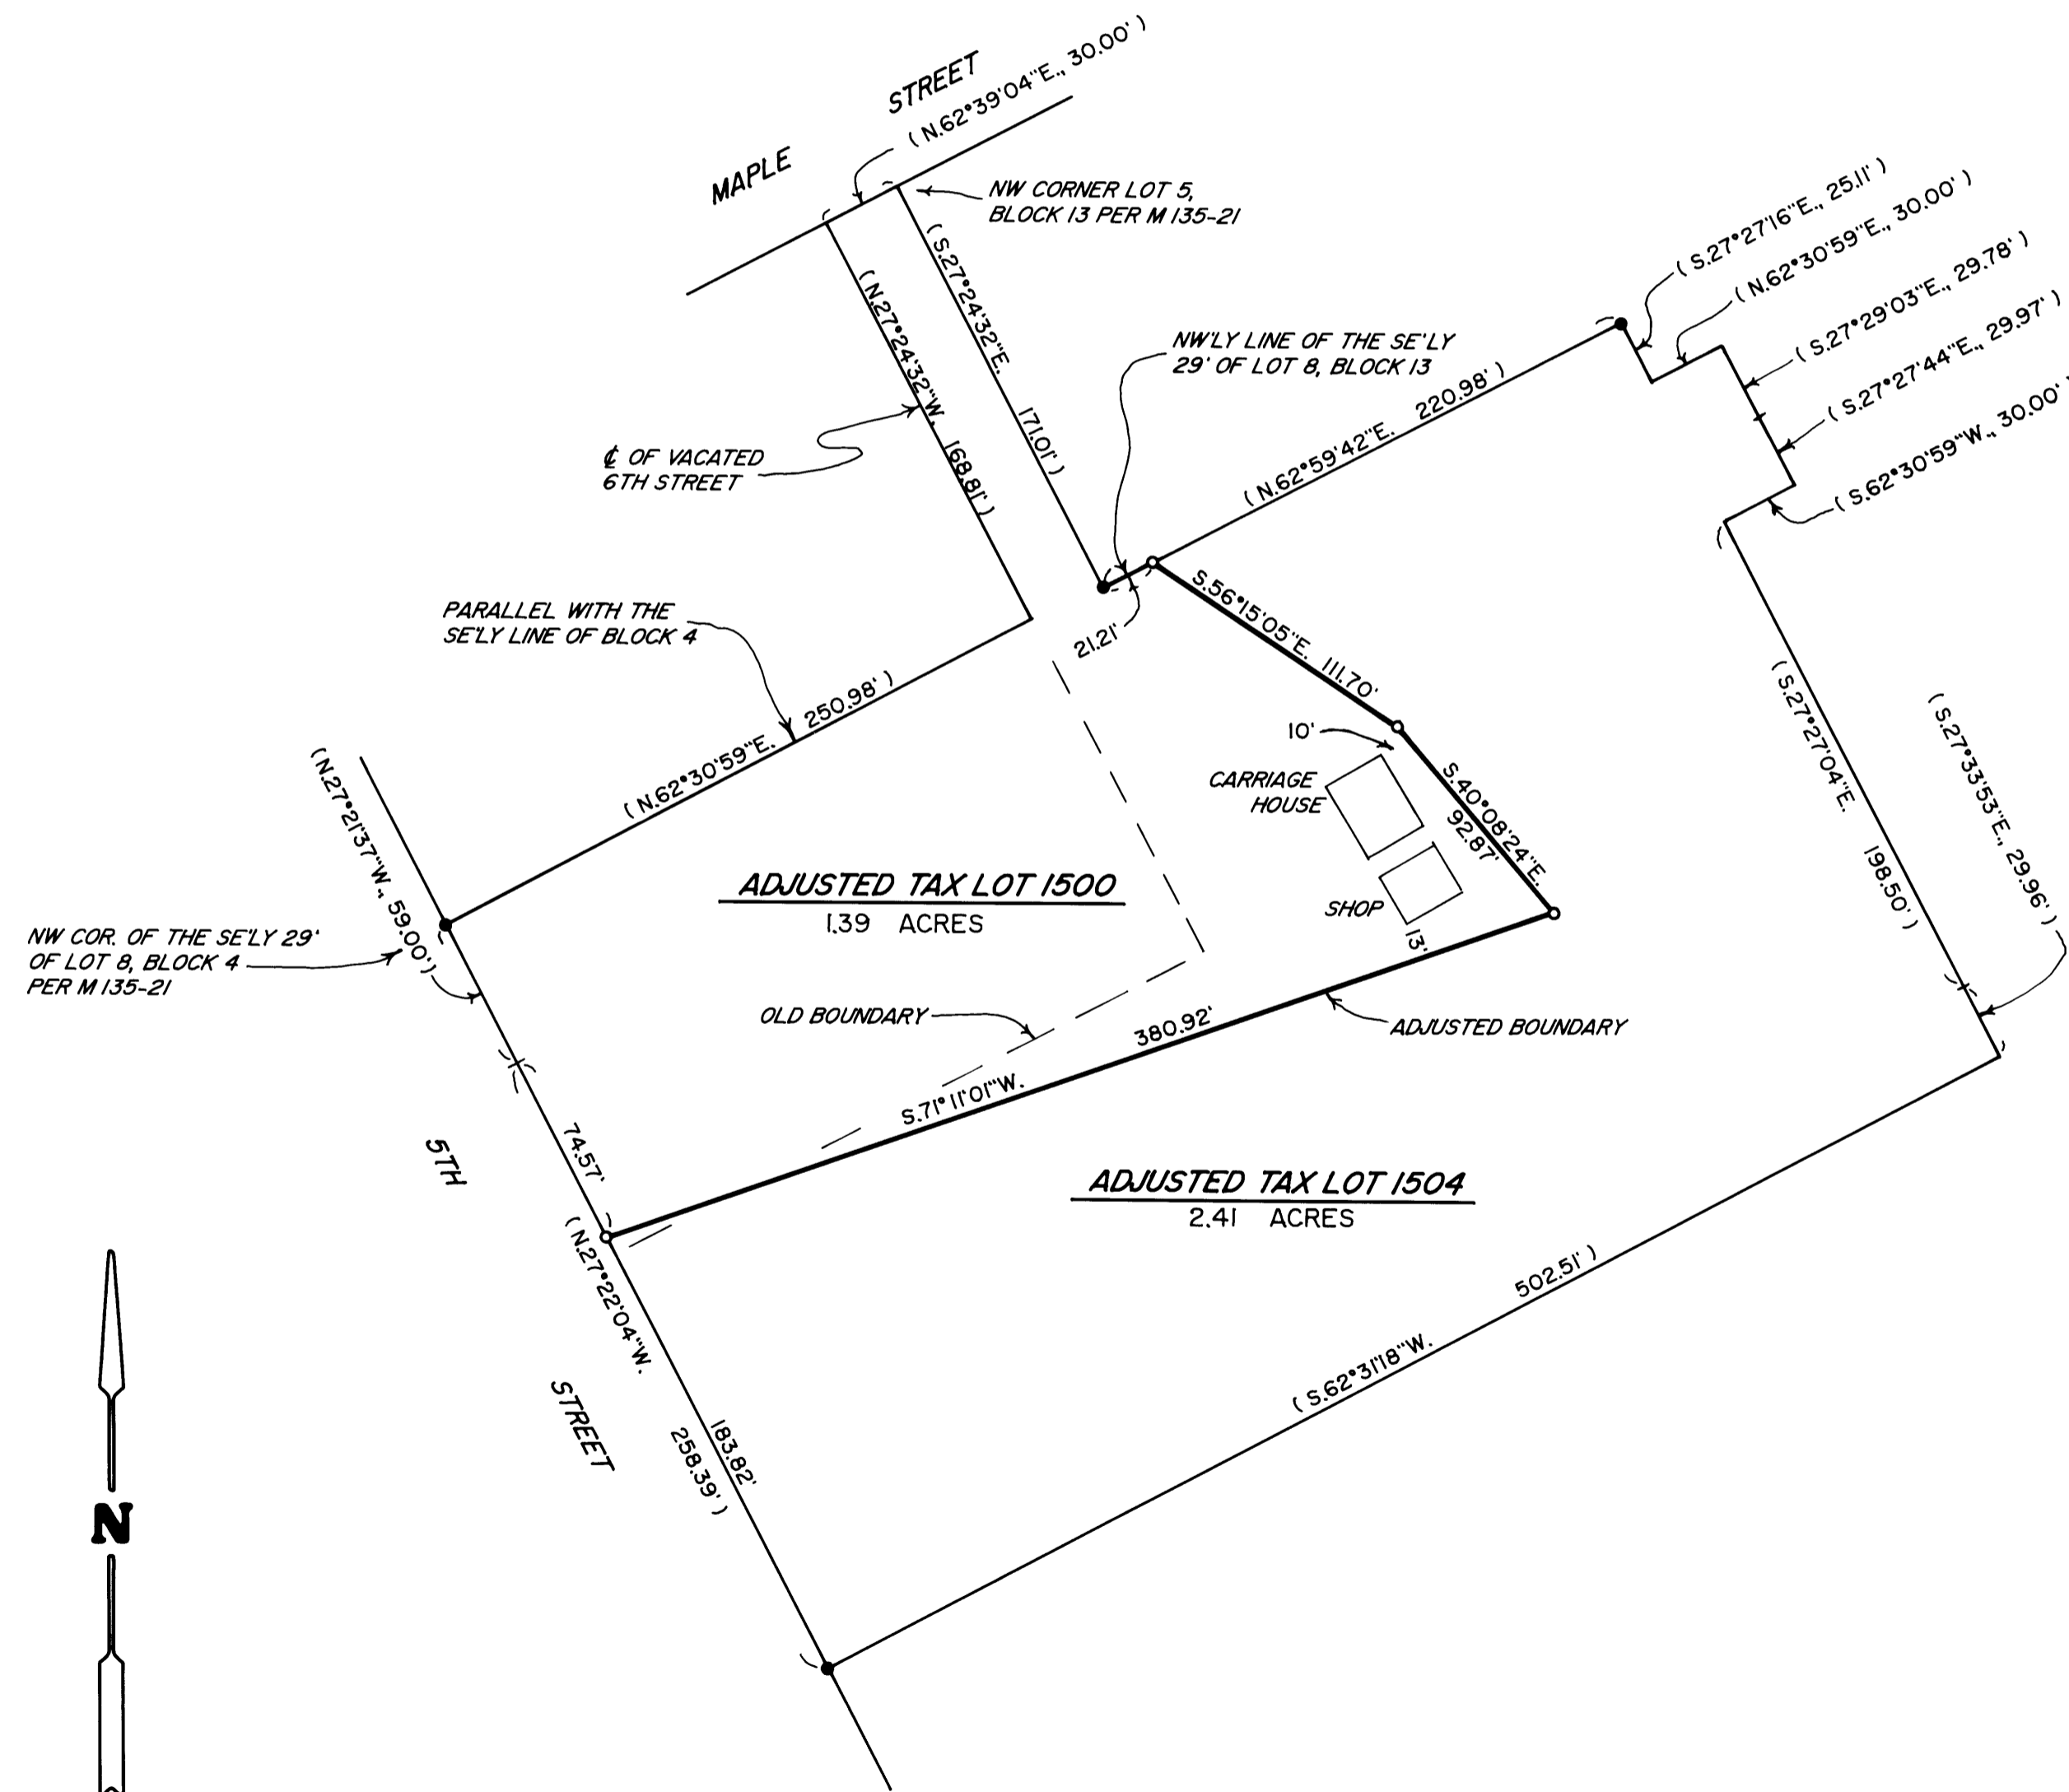 MAPLE STREET
( N.62°39'04"E., 30.00' )
NW CORNER LOT 5,
BLOCK 13 PER M 135-21
( S.27°24'32"E. 171.01' )
( N.27°24'32"W. 168.81' )
℄ OF VACATED
6TH STREET
NW'LY LINE OF THE SE'LY
29' OF LOT 8, BLOCK 13
( N.62°59'42"E. 220.98' )
( S.27°27'16"E., 25.11' )
( N.62°30'59"E., 30.00' )
( S.27°29'03"E., 29.78' )
( S.27°27'44"E., 29.97' )
( S.62°30'59"W., 30.00' )
21.21'
S.56°15'05"E. 111.70'
PARALLEL WITH THE
SE'LY LINE OF BLOCK 4
( N.62°30'59"E. 250.98' )
10'
CARRIAGE
HOUSE
S.40°08'24"E.
92.87'
SHOP
13'
( S.27°27'04"E. 198.50' )
( S.27°33'53"E., 29.96' )
( N.27°21'37"W., 59.00' )
ADJUSTED TAX LOT 1500
1.39 ACRES
NW COR. OF THE SE'LY 29'
OF LOT 8, BLOCK 4
PER M 135-21
OLD BOUNDARY
380.92'
S.71°11'01"W.
ADJUSTED BOUNDARY
74.57'
5TH STREET
( N.27°22'04"W. 258.39' )
183.82'
ADJUSTED TAX LOT 1504
2.41 ACRES
( S.62°31'18"W. 502.51' )
N